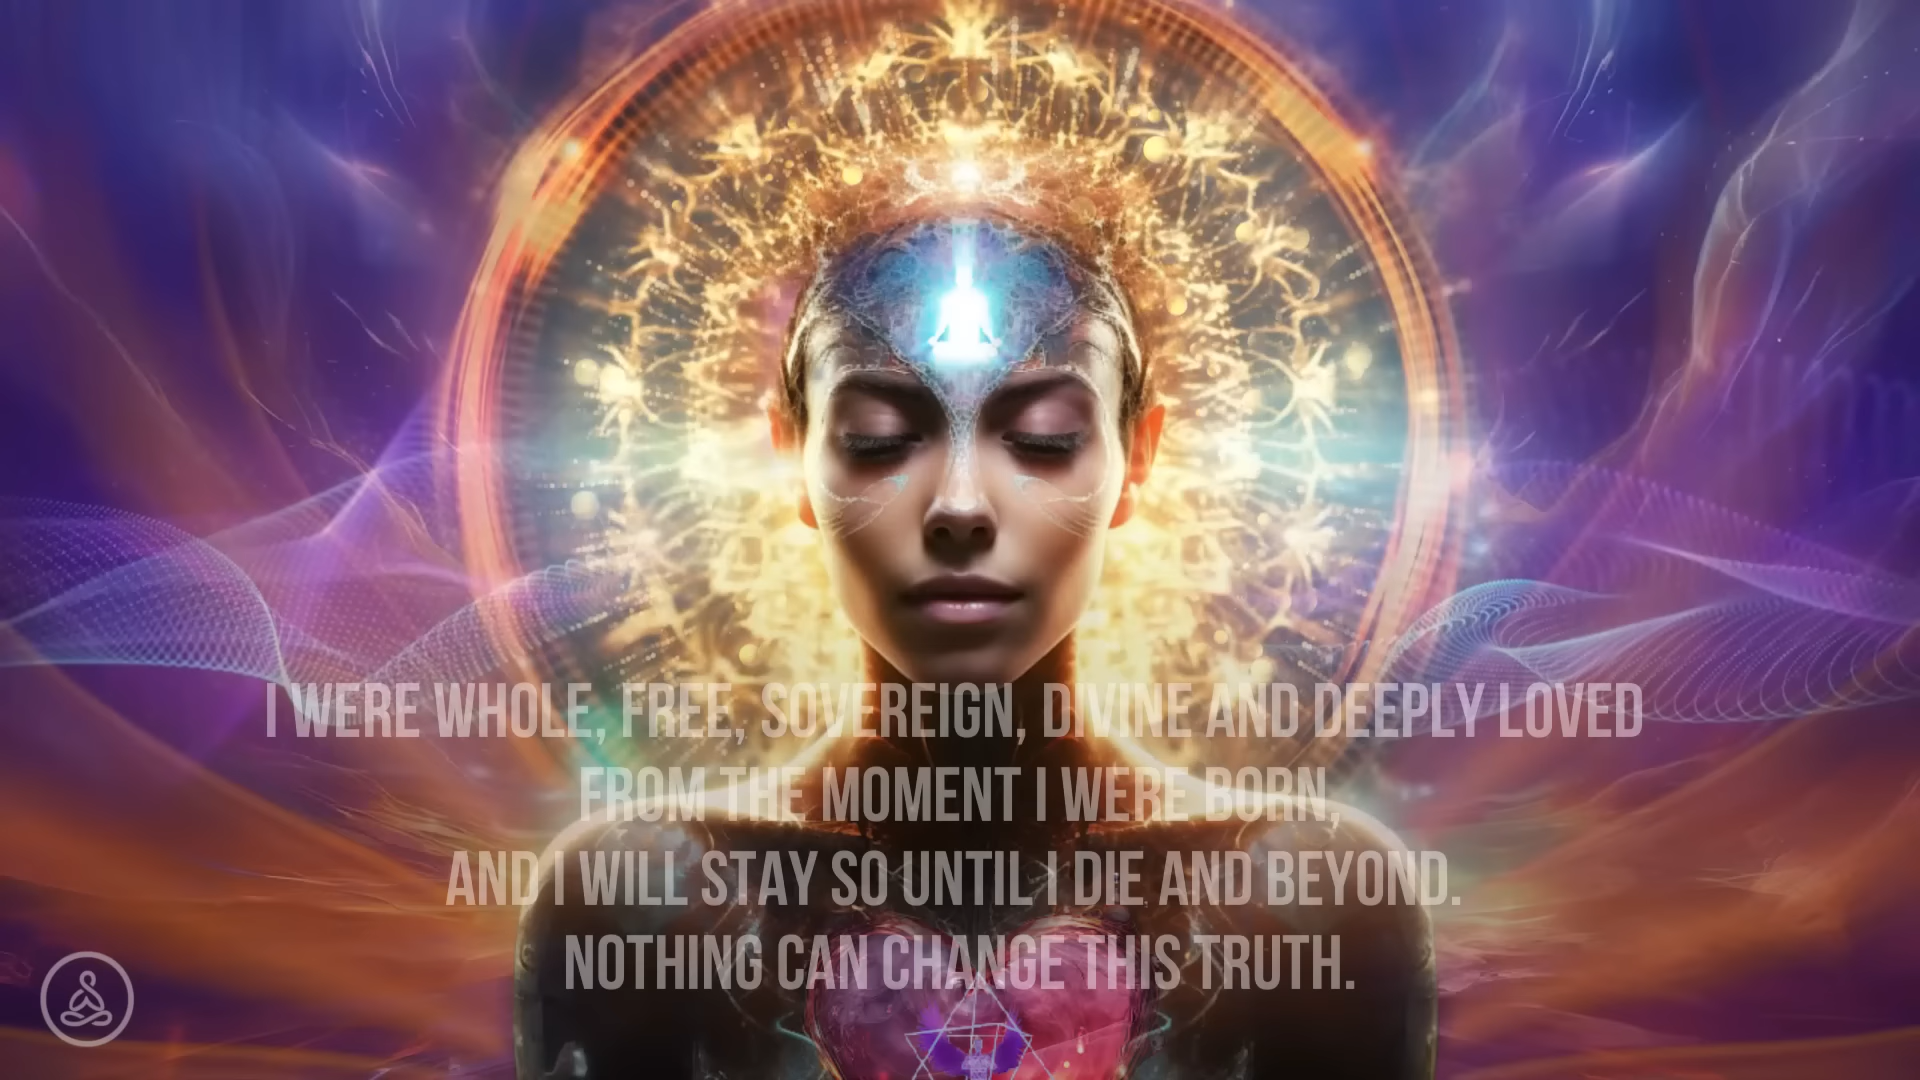 I WERE WHOLE, FREE, SOVEREIGN, DIVINE AND DEEPLY LOVED
FROM THE MOMENT I WERE BORN,
AND I WILL STAY SO UNTIL I DIE AND BEYOND.
NOTHING CAN CHANGE THIS TRUTH.